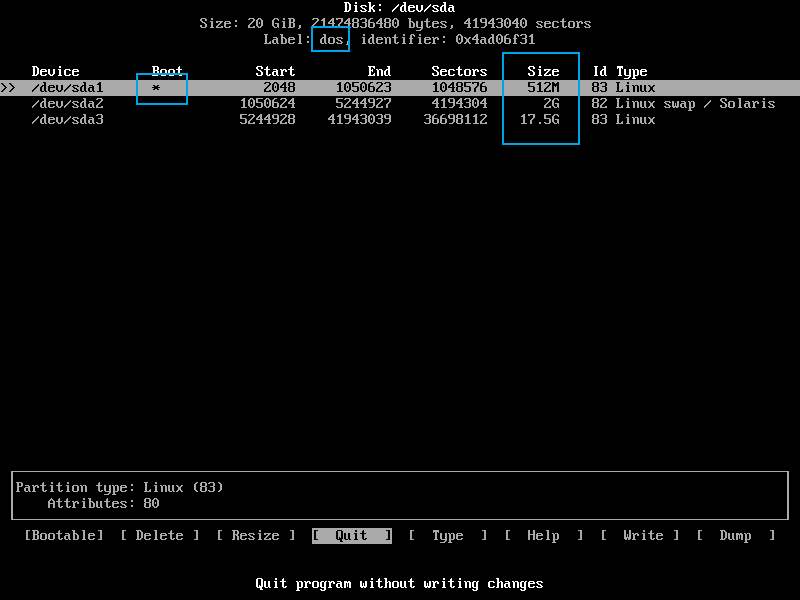 Disk: /dev/sda
Size: 20 GiB, 21474836480 bytes, 41943040 sectors
Label: dos, identifier: 0x4ad06f31
Device Boot Start End Sectors Size Id Type
>> /dev/sda1 * 2048 1050623 1048576 512M 83 Linux
/dev/sda2 1050624 5244927 4194304 2G 82 Linux swap / Solaris
/dev/sda3 5244928 41943039 36698112 17.5G 83 Linux
Partition type: Linux (83)
Attributes: 80
[Bootable] [ Delete ] [ Resize ] [ Quit ] [ Type ] [ Help ] [ Write ] [ Dump ]
Quit program without writing changes